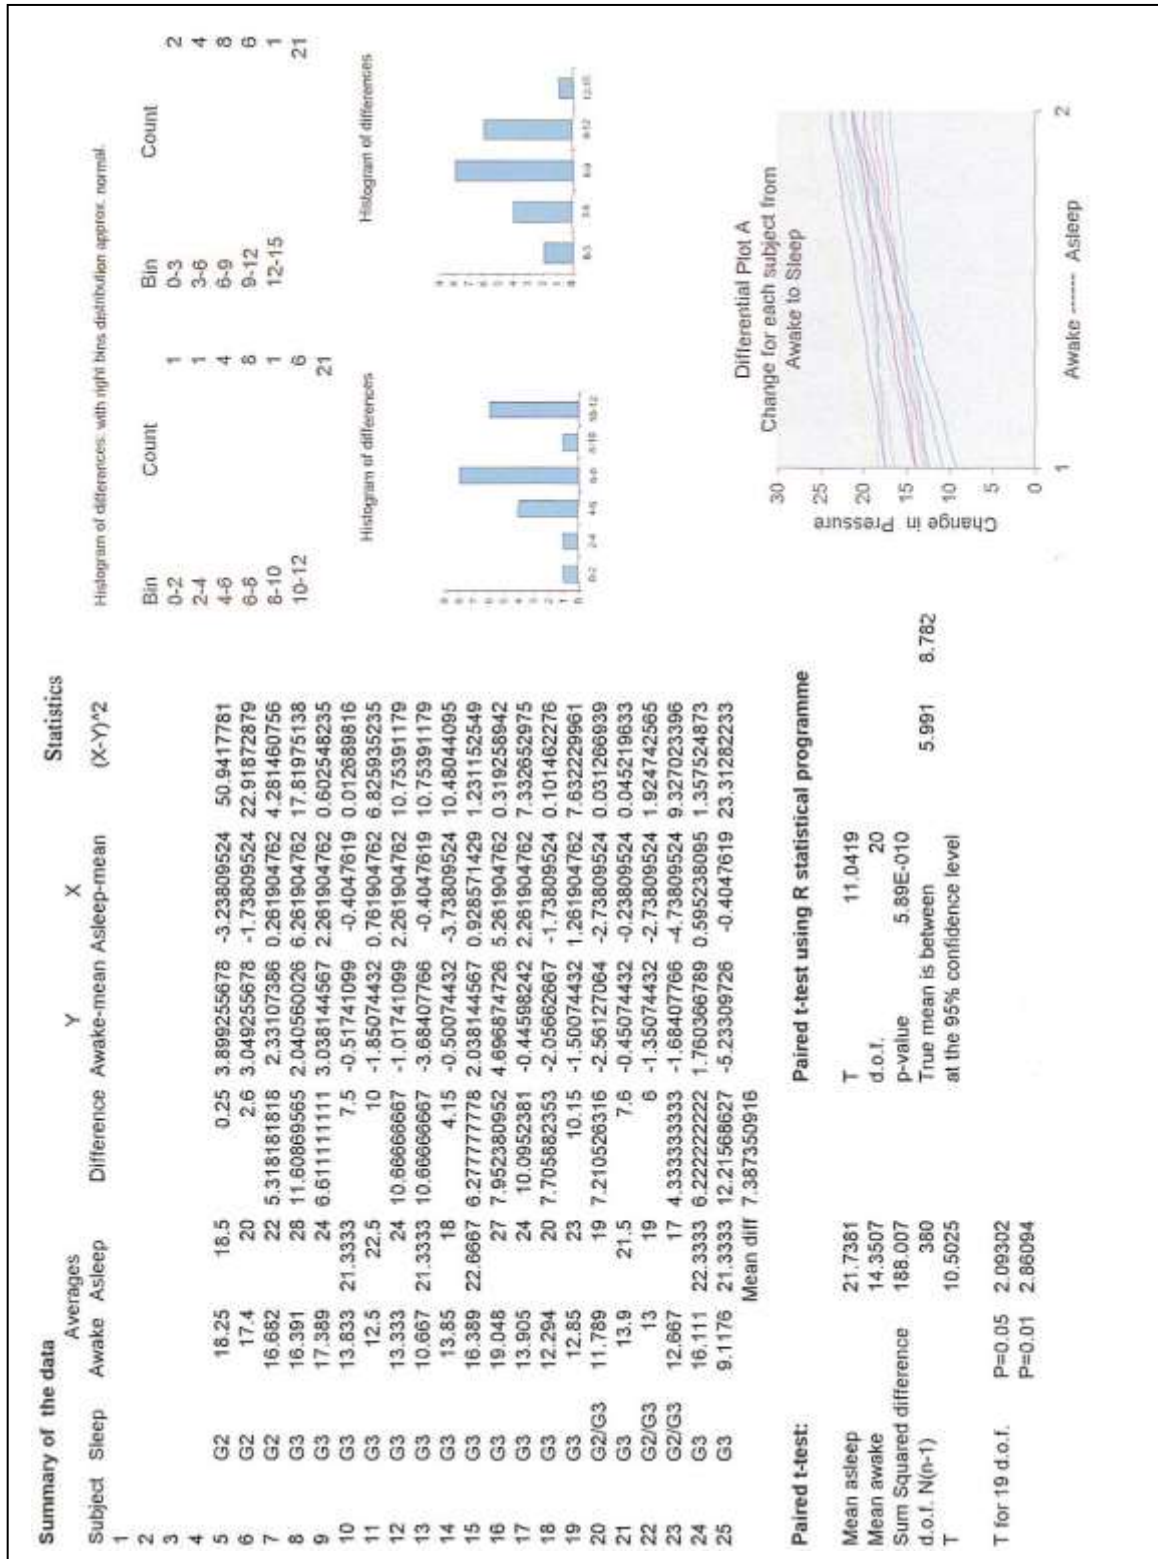 Summary of the data
Averages
Statistics
Subject Sleep Awake Asleep Difference Awake-mean Asleep-mean (X-Y)^2
Y X
1
2
3
4
5 G2 18.25 18.5 0.25 3.899255678 -3.23809524 50.9417781
6 G2 17.4 20 2.6 3.049255678 -1.73809524 22.91872879
7 G2 16.682 22 5.318181818 2.33107386 0.261904762 4.281460756
8 G3 16.391 28 11.60869565 2.040560026 6.261904762 17.81975138
9 G3 17.389 24 6.611111111 3.038144567 2.261904762 0.602548235
10 G3 13.833 21.3333 7.5 -0.51741099 -0.4047619 0.012689816
11 G3 12.5 22.5 10 -1.85074432 0.761904762 6.825935235
12 G3 13.333 24 10.66666667 -1.01741099 2.261904762 10.75391179
13 G3 10.667 21.3333 10.66666667 -3.68407766 -0.4047619 10.75391179
14 G3 13.85 18 4.15 -0.50074432 -3.73809524 10.48044095
15 G3 16.389 22.6667 6.277777778 2.038144567 0.928571429 1.231152549
16 G3 19.048 27 7.952380952 4.696874726 5.261904762 0.319258942
17 G3 13.905 24 10.0952381 -0.44598242 2.261904762 7.332652975
18 G3 12.294 20 7.705882353 -2.05662667 -1.73809524 0.101462276
19 G3 12.85 23 10.15 -1.50074432 1.261904762 7.632229961
20 G2/G3 11.789 19 7.210526316 -2.56127064 -2.73809524 0.031266939
21 G3 13.9 21.5 7.6 -0.45074432 -0.23809524 0.045219633
22 G2/G3 13 19 6 -1.35074432 -2.73809524 1.924742565
23 G2/G3 12.667 17 4.333333333 -1.68407766 -4.73809524 9.327023396
24 G3 16.111 22.3333 6.222222222 1.760366789 0.595238095 1.357524873
25 G3 9.176 21.3333 12.21568627 -5.23309726 -0.4047619 23.31282233
Mean diff 7.387350916
Paired t-test:
Mean asleep 21.7381
Mean awake 14.3507
Sum Squared difference 188.007
d.o.f. N(n-1) 380
T 10.5025
T for 19 d.o.f. P=0.05 2.09302
P=0.01 2.86094
Paired t-test using R statistical programme
T 11.0419
d.o.f. 20
p-value 5.89E-010
True mean is between 5.991 8.782
at the 95% confidence level
Histogram of differences: with right bins distribution approx. normal.
Bin Count Bin Count
0-2 1 0-3 2
2-4 1 3-6 4
4-6 4 6-9 8
6-8 8 9-12 6
8-10 1 12-15 1
10-12 6 21
21
Histogram of differences
Histogram of differences
Differential Plot A
Change for each subject from
Awake to Sleep
Change in Pressure
30
25
20
15
10
5
0
1 2
Awake ------ Asleep